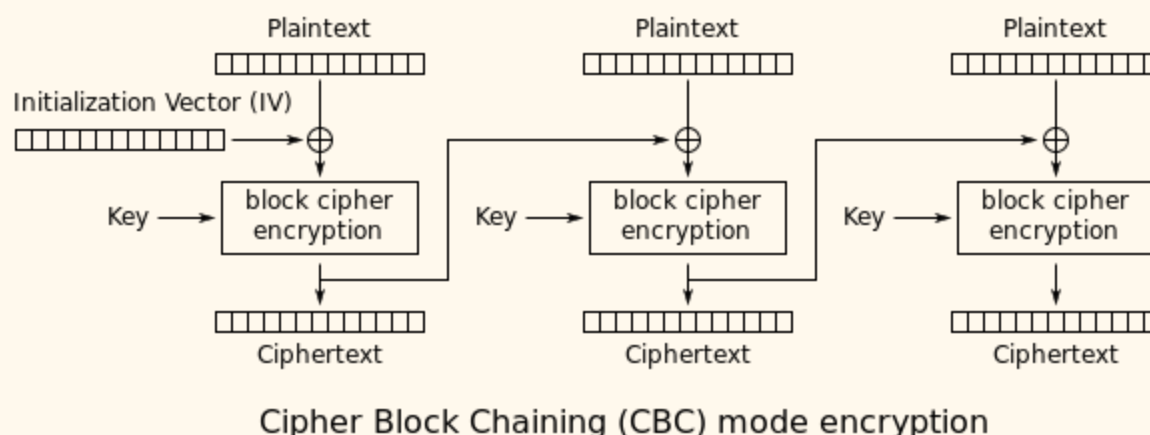 Plaintext
Plaintext
Plaintext
Initialization Vector (IV)
Key
block cipher
encryption
Key
block cipher
encryption
Key
block cipher
encryption
Ciphertext
Ciphertext
Ciphertext
Cipher Block Chaining (CBC) mode encryption